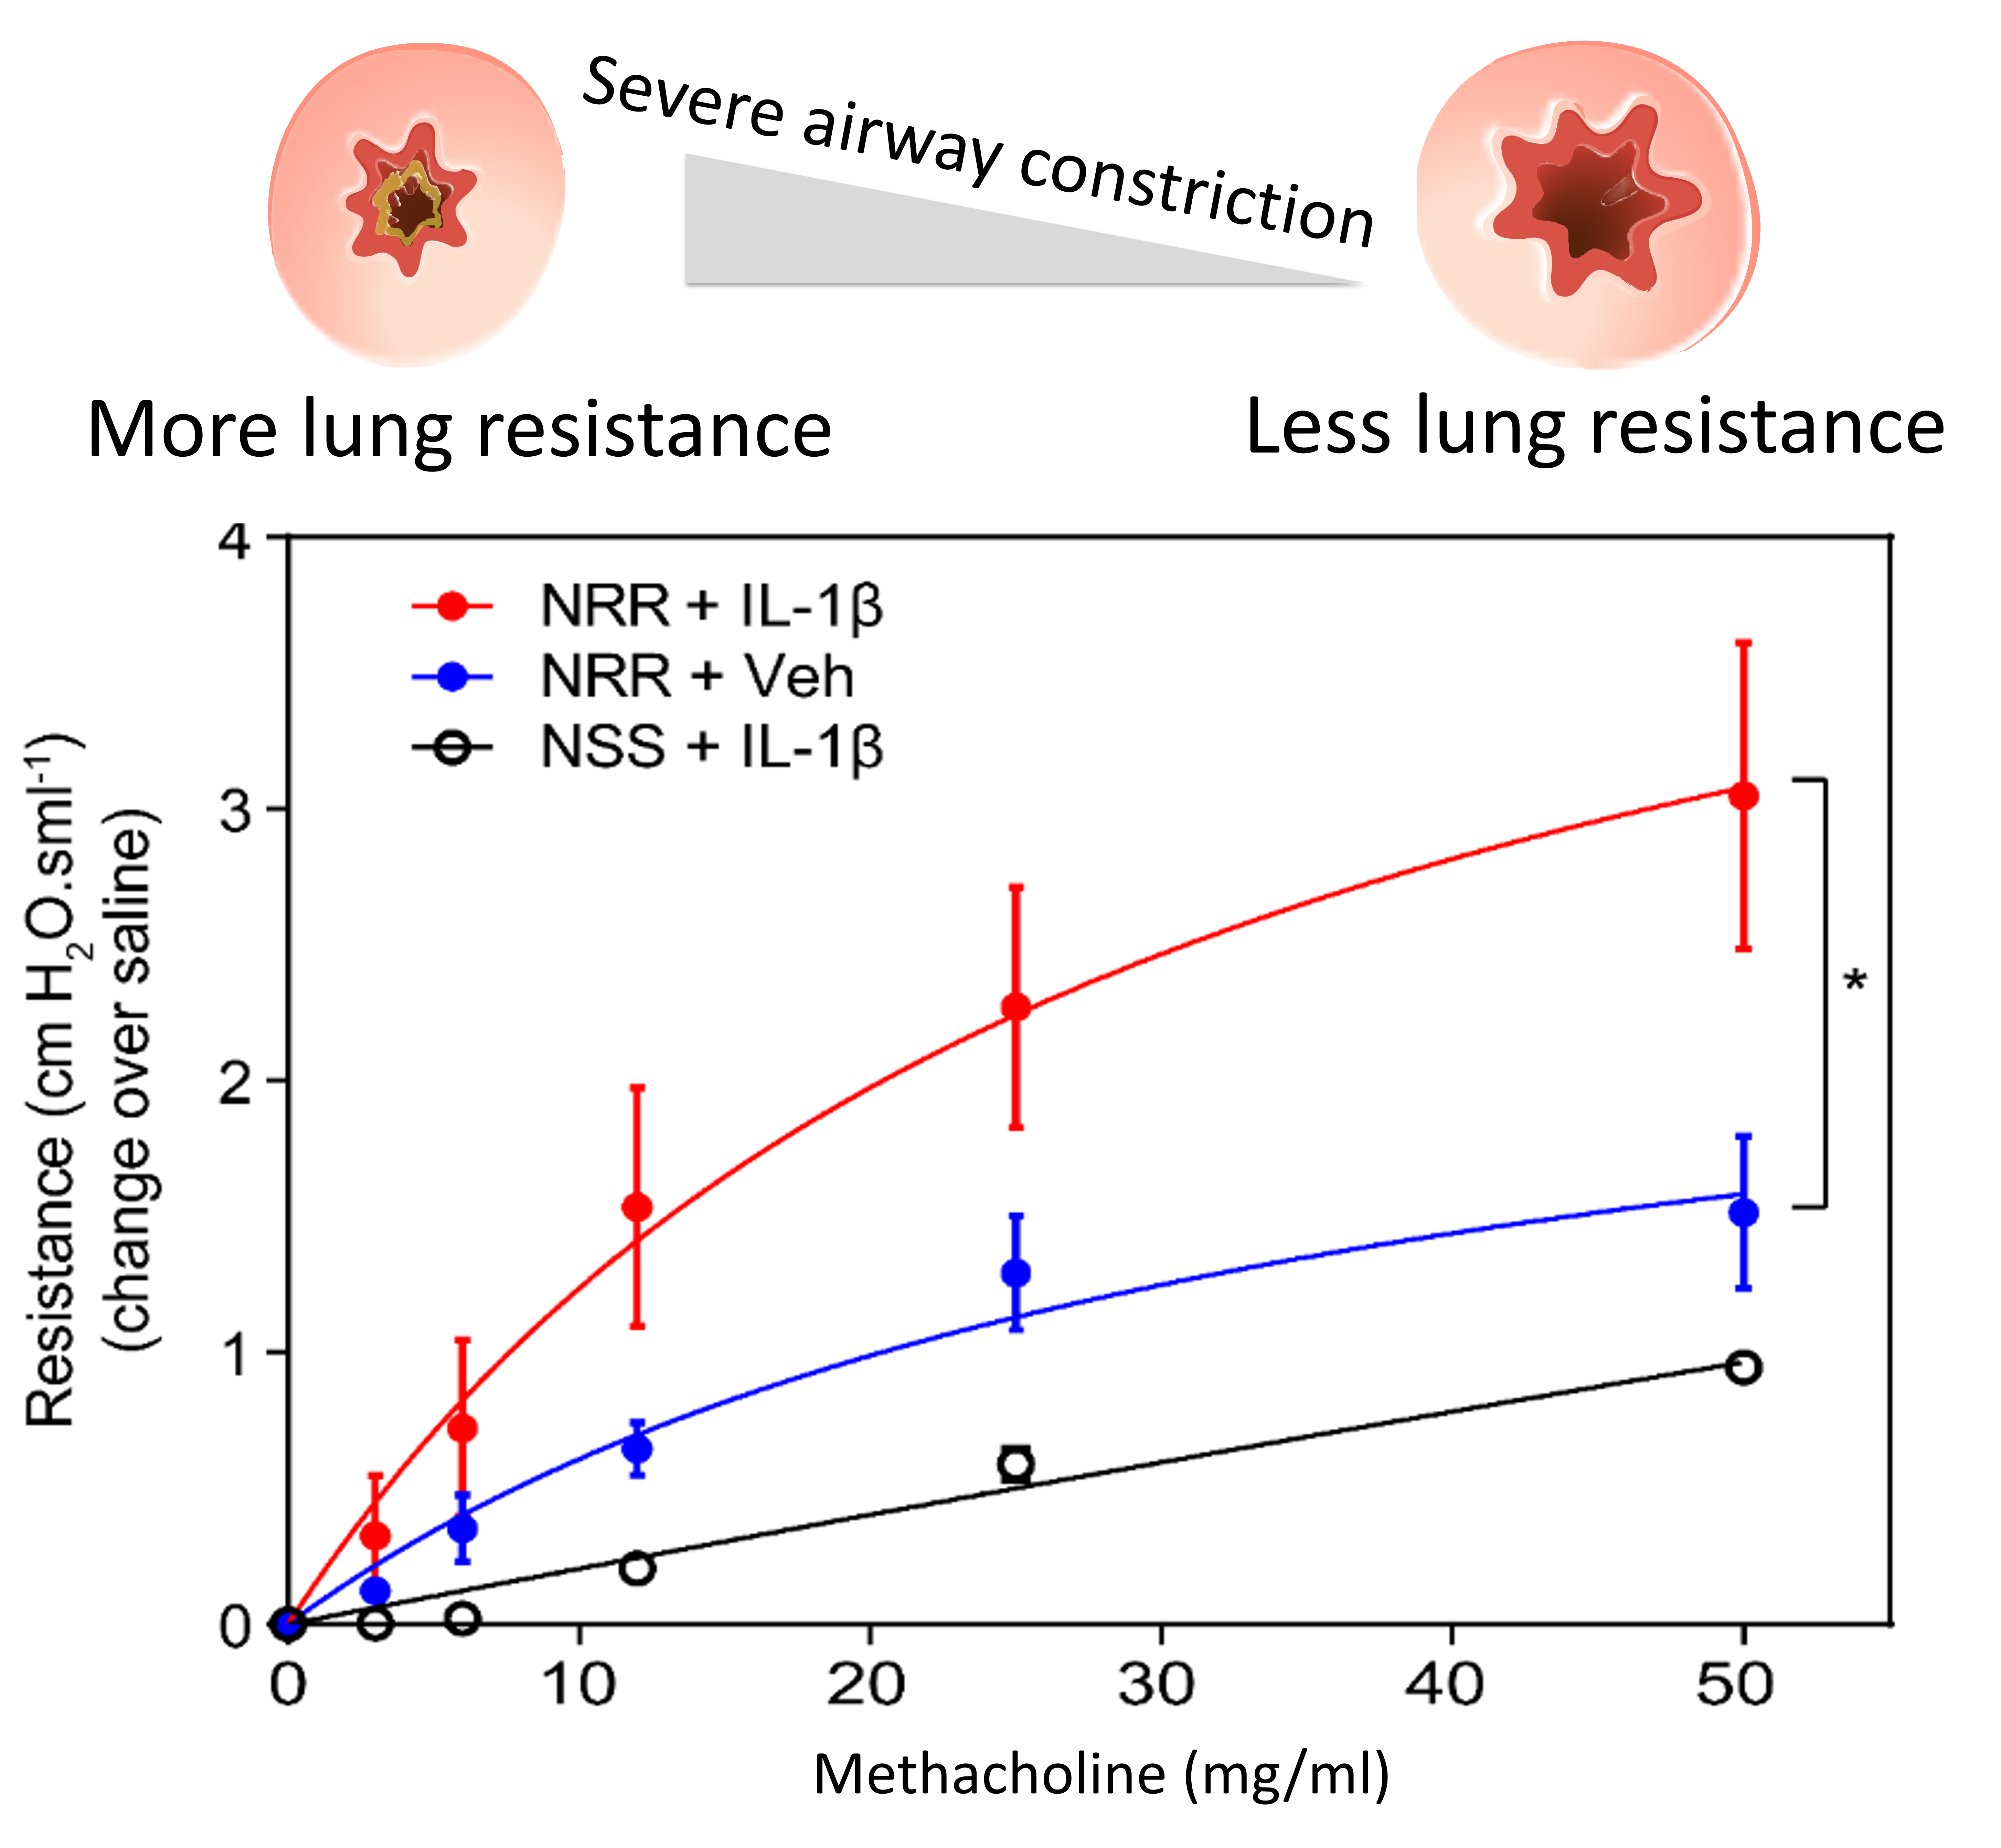 Severe airway constriction
More lung resistance
Less lung resistance
4
3
2
1
0
NRR + IL-1β
NRR + Veh
NSS + IL-1β
*
Resistance (cm H₂O.sml⁻¹)
(change over saline)
0 10 20 30 40 50
Methacholine (mg/ml)